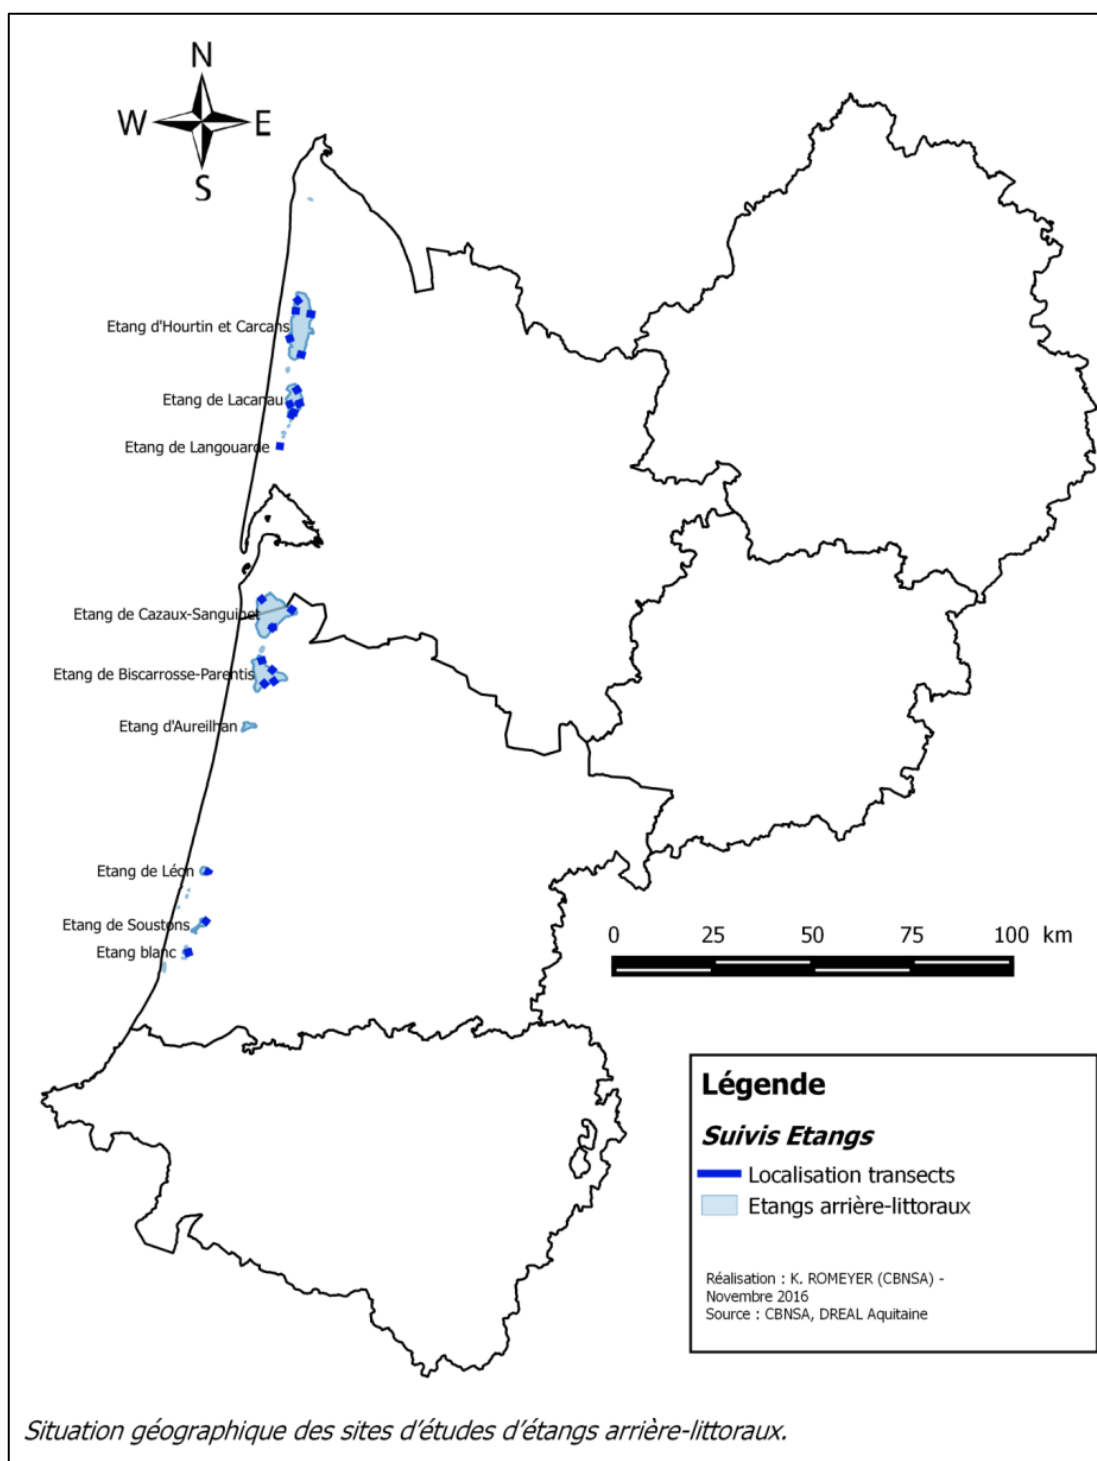 N
W E
S
Etang d'Hourtin et Carcans
Etang de Lacanau
Etang de Langouarde
Etang de Cazaux-Sanguinet
Etang de Biscarrosse-Parentis
Etang d'Aureilhan
Etang de Léon
Etang de Soustons
Etang blanc
0 25 50 75 100 km
Légende
Suivis Etangs
Localisation transects
Etangs arrière-littoraux
Réalisation : K. ROMEYER (CBNSA) -
Novembre 2016
Source : CBNSA, DREAL Aquitaine
Situation géographique des sites d'études d'étangs arrière-littoraux.